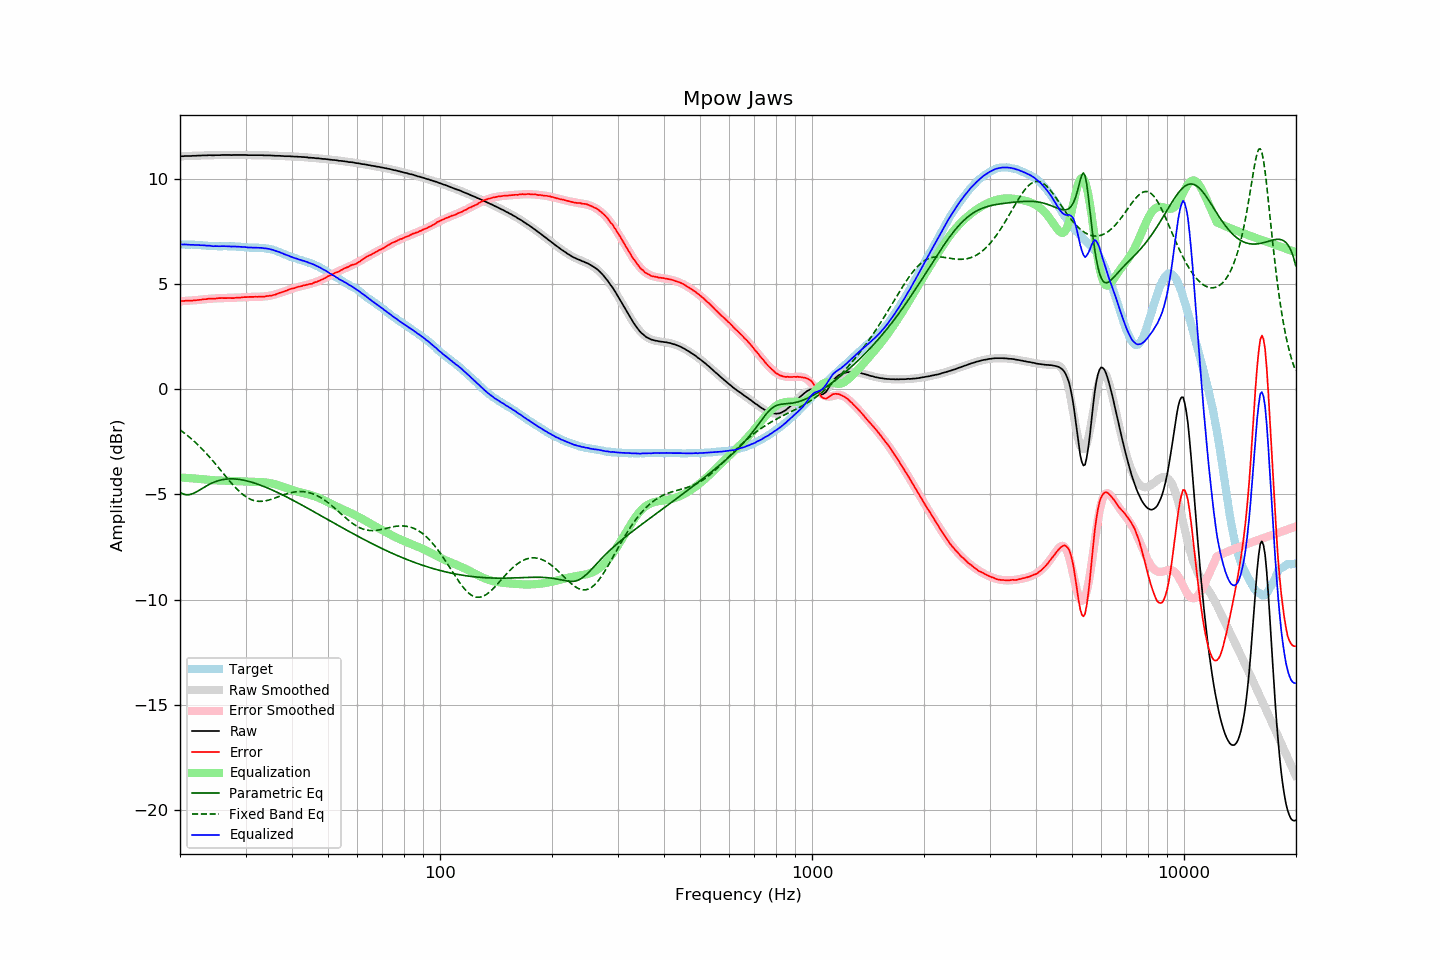 Mpow Jaws
Amplitude (dBr)
10
5
0
−5
−10
−15
−20
Target
Raw Smoothed
Error Smoothed
Raw
Error
Equalization
Parametric Eq
Fixed Band Eq
Equalized
100
1000
10000
Frequency (Hz)